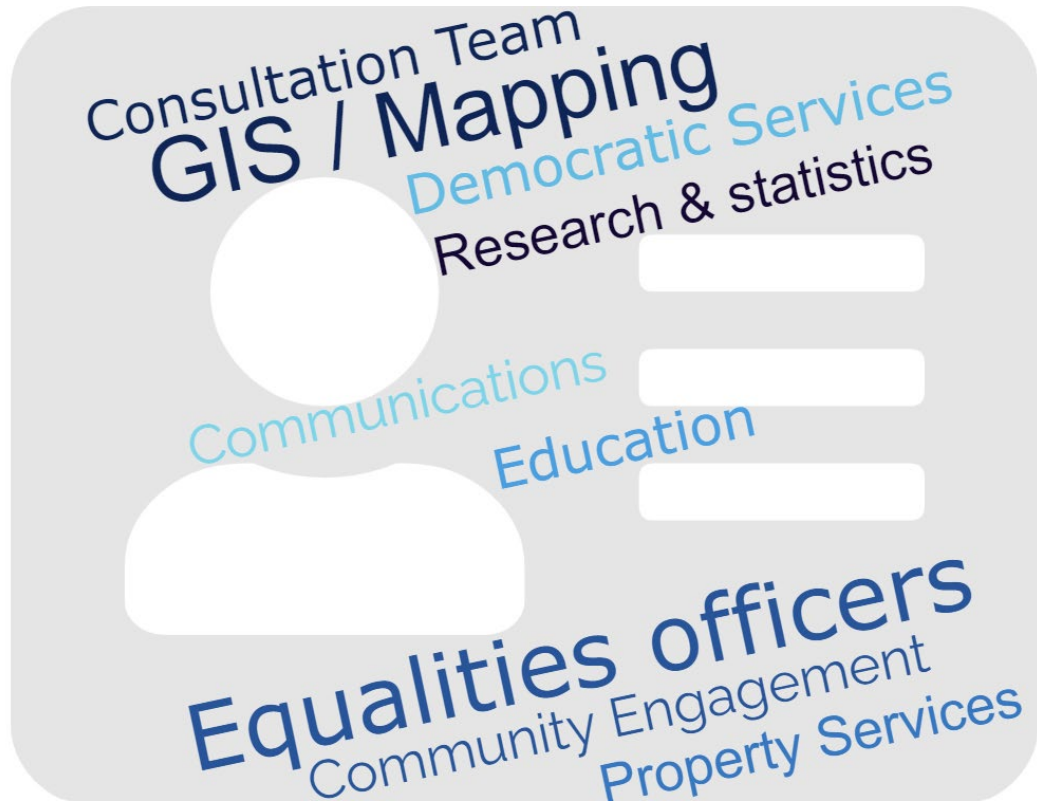 Consultation Team
GIS / Mapping
Democratic Services
Research & statistics
Communications
Education
Equalities officers
Community Engagement
Property Services